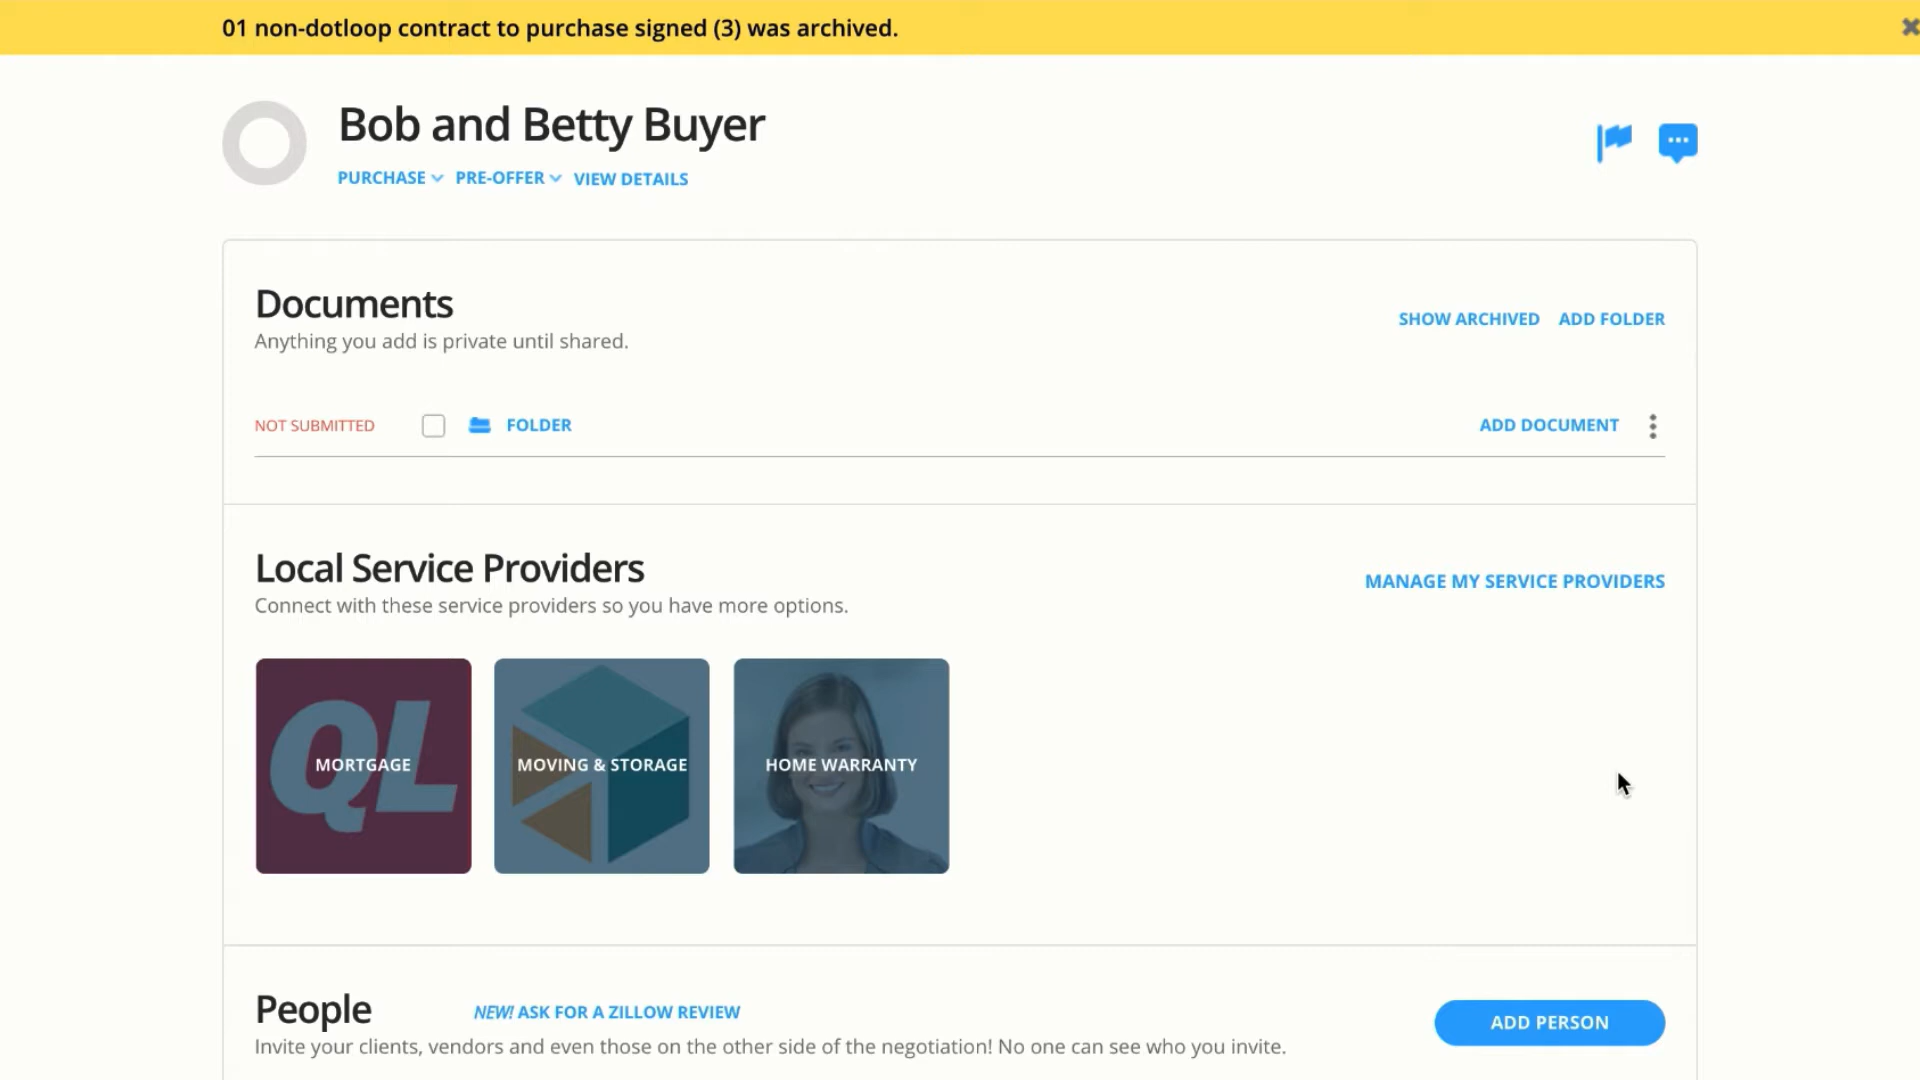 01 non-dotloop contract to purchase signed (3) was archived.
Bob and Betty Buyer
PURCHASE PRE-OFFER VIEW DETAILS
Documents
Anything you add is private until shared.
SHOW ARCHIVED ADD FOLDER
NOT SUBMITTED FOLDER ADD DOCUMENT
Local Service Providers
Connect with these service providers so you have more options.
MANAGE MY SERVICE PROVIDERS
QL
MORTGAGE MOVING & STORAGE HOME WARRANTY
People NEW! ASK FOR A ZILLOW REVIEW
ADD PERSON
Invite your clients, vendors and even those on the other side of the negotiation! No one can see who you invite.